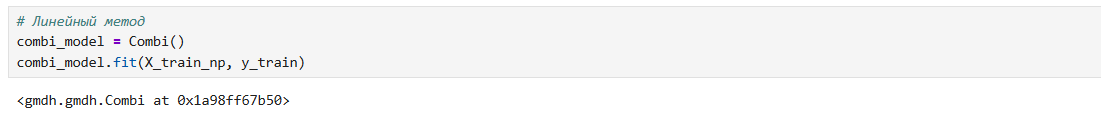 # Линейный метод
combi_model = Combi()
combi_model.fit(X_train_np, y_train)
<gmdh.gmdh.Combi at 0x1a98ff67b50>